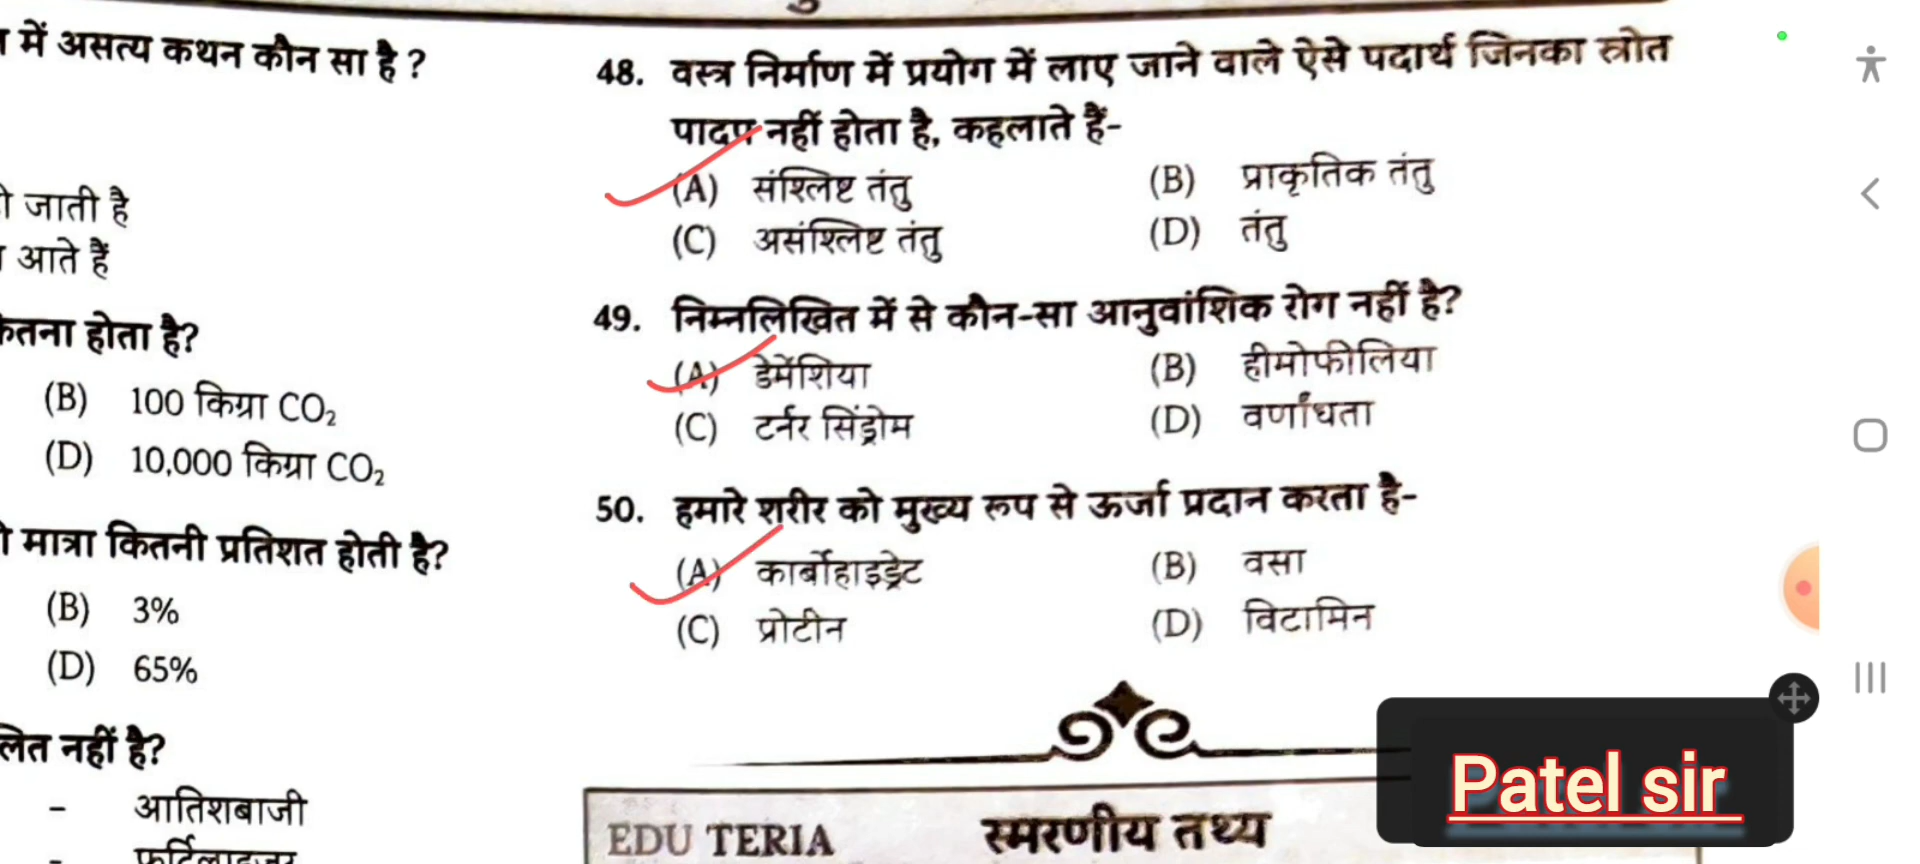 में असत्य कथन कौन सा है ?
जाती है
आते हैं
होता है?
(B) 100 किग्रा CO₂
(D) 10,000 किग्रा CO₂
मात्रा कितनी प्रतिशत होती है?
(B) 3%
(D) 65%
नहीं है?
- आतिशबाजी
-
48. वस्त्र निर्माण में प्रयोग में लाए जाने वाले ऐसे पदार्थ जिनका स्रोत
पादप नहीं होता है, कहलाते हैं-
(A) संश्लिष्ट तंतु (B) प्राकृतिक तंतु
(C) असंश्लिष्ट तंतु (D) तंतु
49. निम्नलिखित में से कौन-सा आनुवांशिक रोग नहीं है?
(A) डेमेंशिया (B) हीमोफीलिया
(C) टर्नर सिंड्रोम (D) वर्णांधता
50. हमारे शरीर को मुख्य रूप से ऊर्जा प्रदान करता है-
(A) कार्बोहाइड्रेट (B) वसा
(C) प्रोटीन (D) विटामिन
EDU TERIA स्मरणीय तथ्य
Patel sir